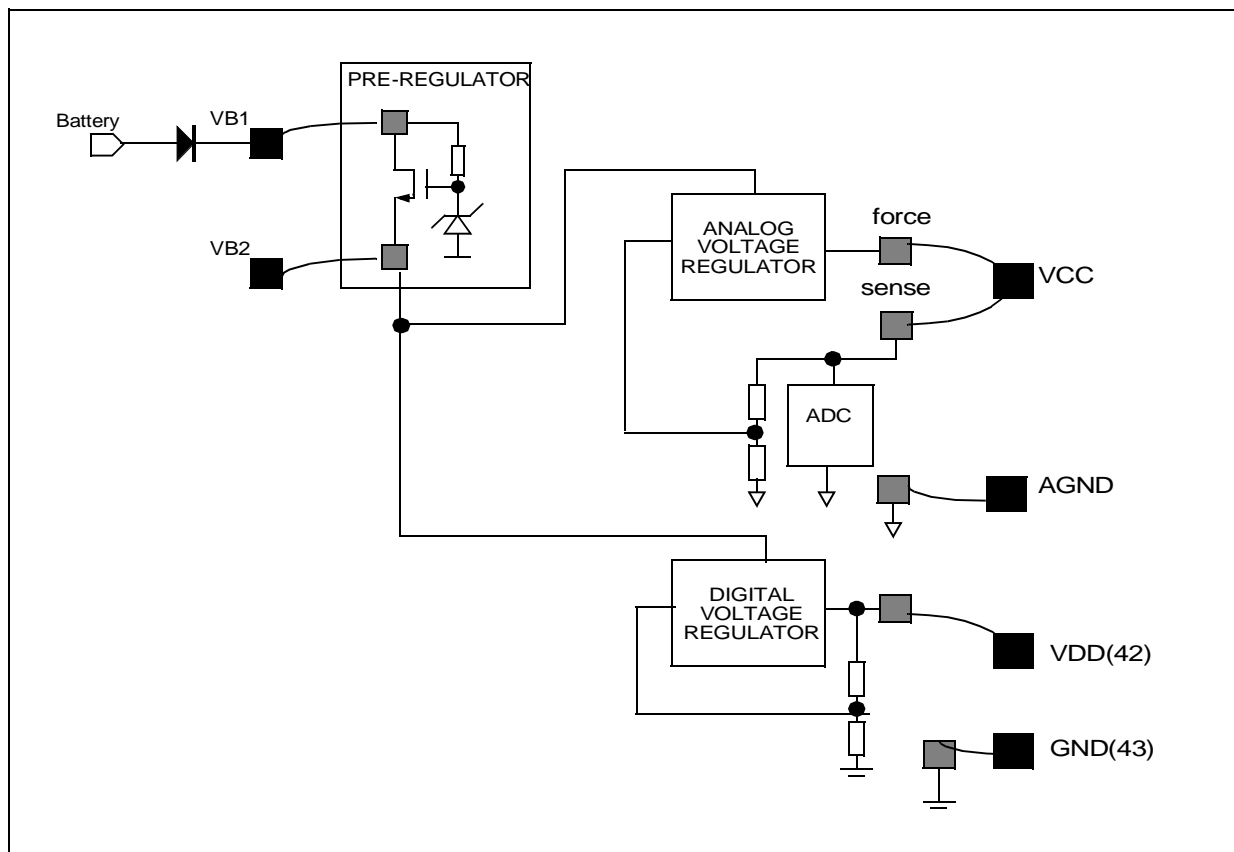 PRE-REGULATOR
Battery
VB1
VB2
ANALOG
VOLTAGE
REGULATOR
force
sense
VCC
ADC
AGND
DIGITAL
VOLTAGE
REGULATOR
VDD(42)
GND(43)